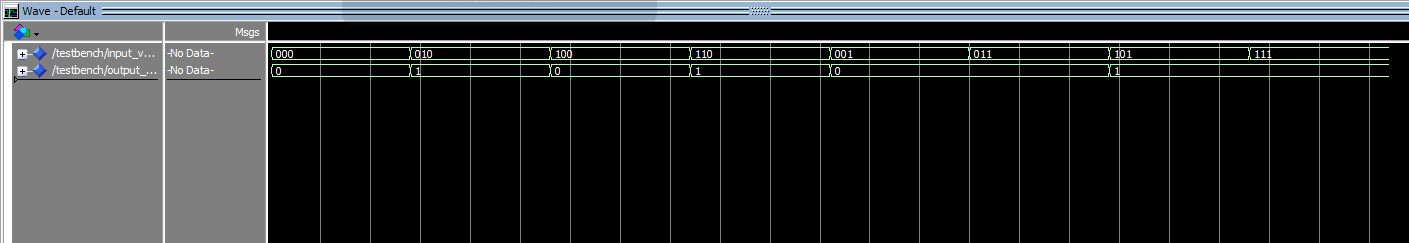 Wave - Default
Msgs
/testbench/input_v... -No Data- 000 010 100 110 001 011 101 111
/testbench/output_... -No Data- 0 1 0 1 0 1